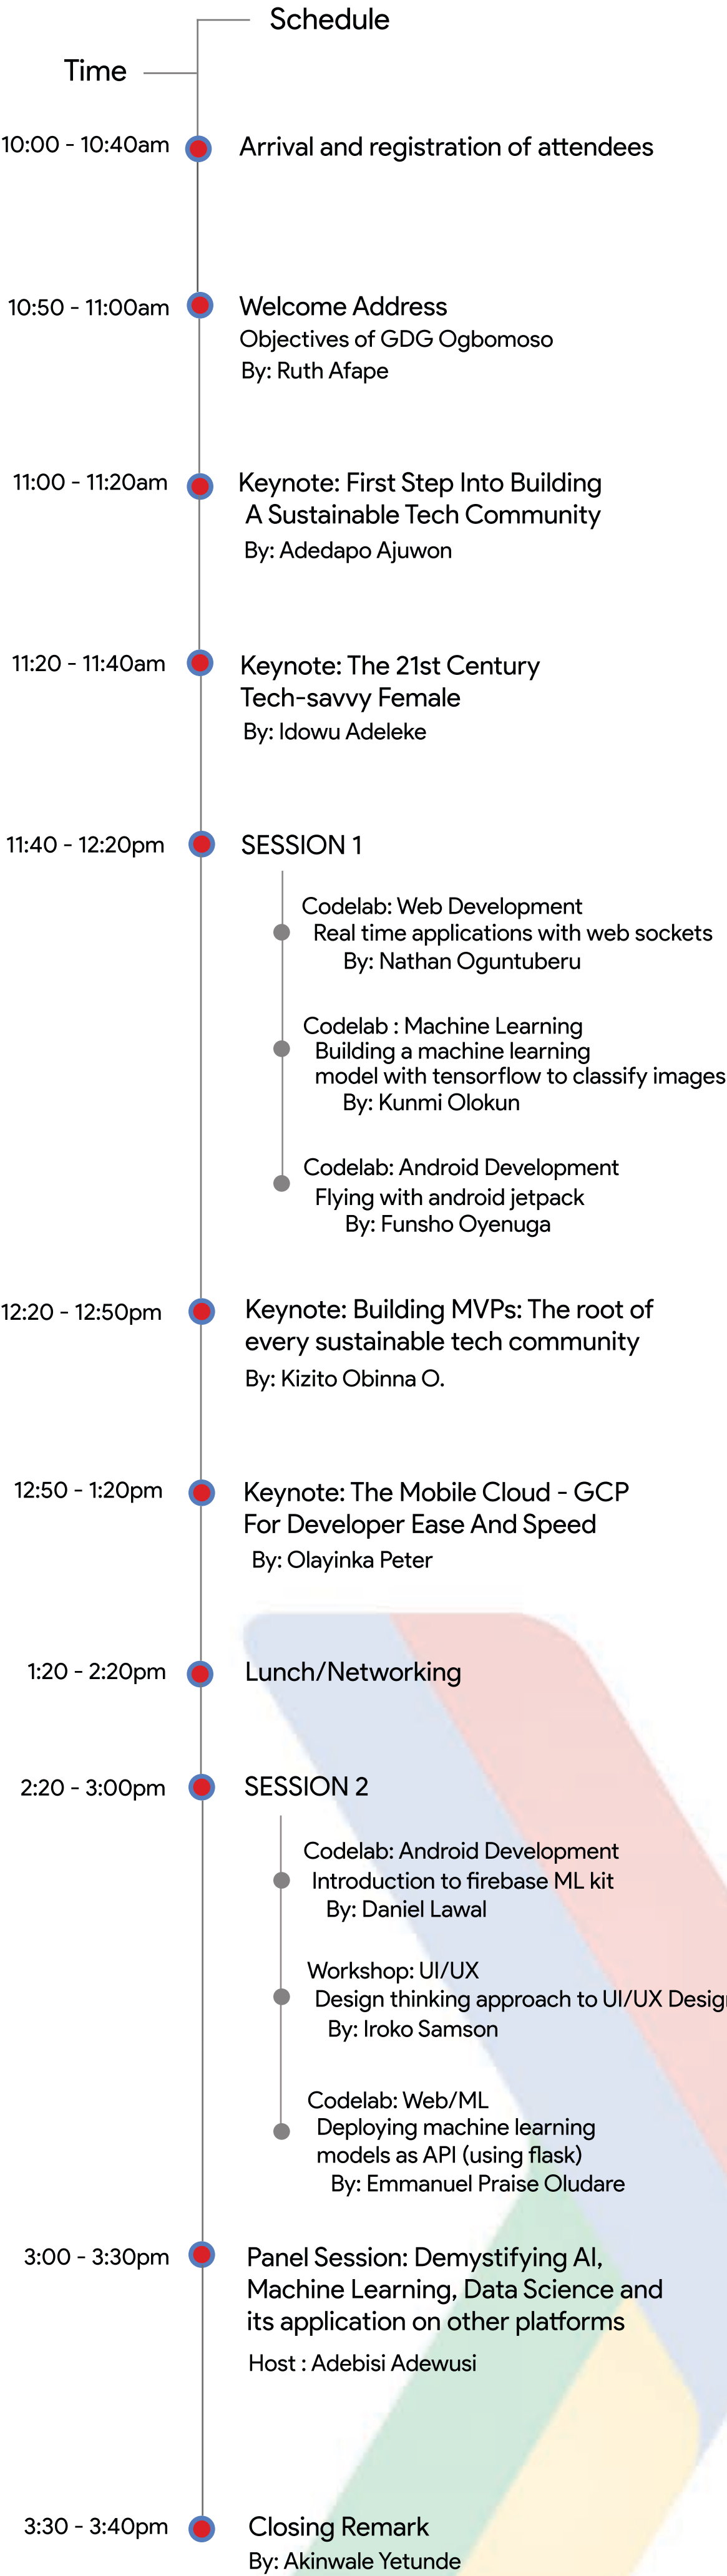 Schedule
Time
10:00 - 10:40am
Arrival and registration of attendees
10:50 - 11:00am
Welcome Address
Objectives of GDG Ogbomoso
By: Ruth Afape
11:00 - 11:20am
Keynote: First Step Into Building
A Sustainable Tech Community
By: Adedapo Ajuwon
11:20 - 11:40am
Keynote: The 21st Century
Tech-savvy Female
By: Idowu Adeleke
11:40 - 12:20pm
SESSION 1
Codelab: Web Development
Real time applications with web sockets
By: Nathan Oguntuberu
Codelab : Machine Learning
Building a machine learning
model with tensorflow to classify images
By: Kunmi Olokun
Codelab: Android Development
Flying with android jetpack
By: Funsho Oyenuga
12:20 - 12:50pm
Keynote: Building MVPs: The root of
every sustainable tech community
By: Kizito Obinna O.
12:50 - 1:20pm
Keynote: The Mobile Cloud - GCP
For Developer Ease And Speed
By: Olayinka Peter
1:20 - 2:20pm
Lunch/Networking
2:20 - 3:00pm
SESSION 2
Codelab: Android Development
Introduction to firebase ML kit
By: Daniel Lawal
Workshop: UI/UX
Design thinking approach to UI/UX Desig
By: Iroko Samson
Codelab: Web/ML
Deploying machine learning
models as API (using flask)
By: Emmanuel Praise Oludare
3:00 - 3:30pm
Panel Session: Demystifying AI,
Machine Learning, Data Science and
its application on other platforms
Host : Adebisi Adewusi
3:30 - 3:40pm
Closing Remark
By: Akinwale Yetunde